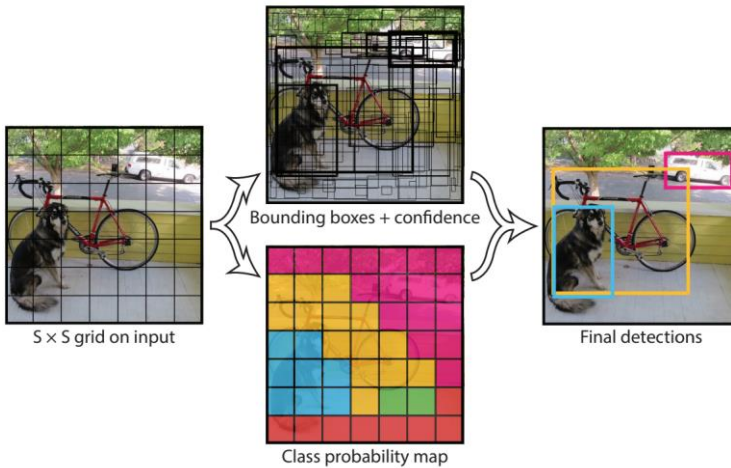 Bounding boxes + confidence
S × S grid on input
Final detections
Class probability map